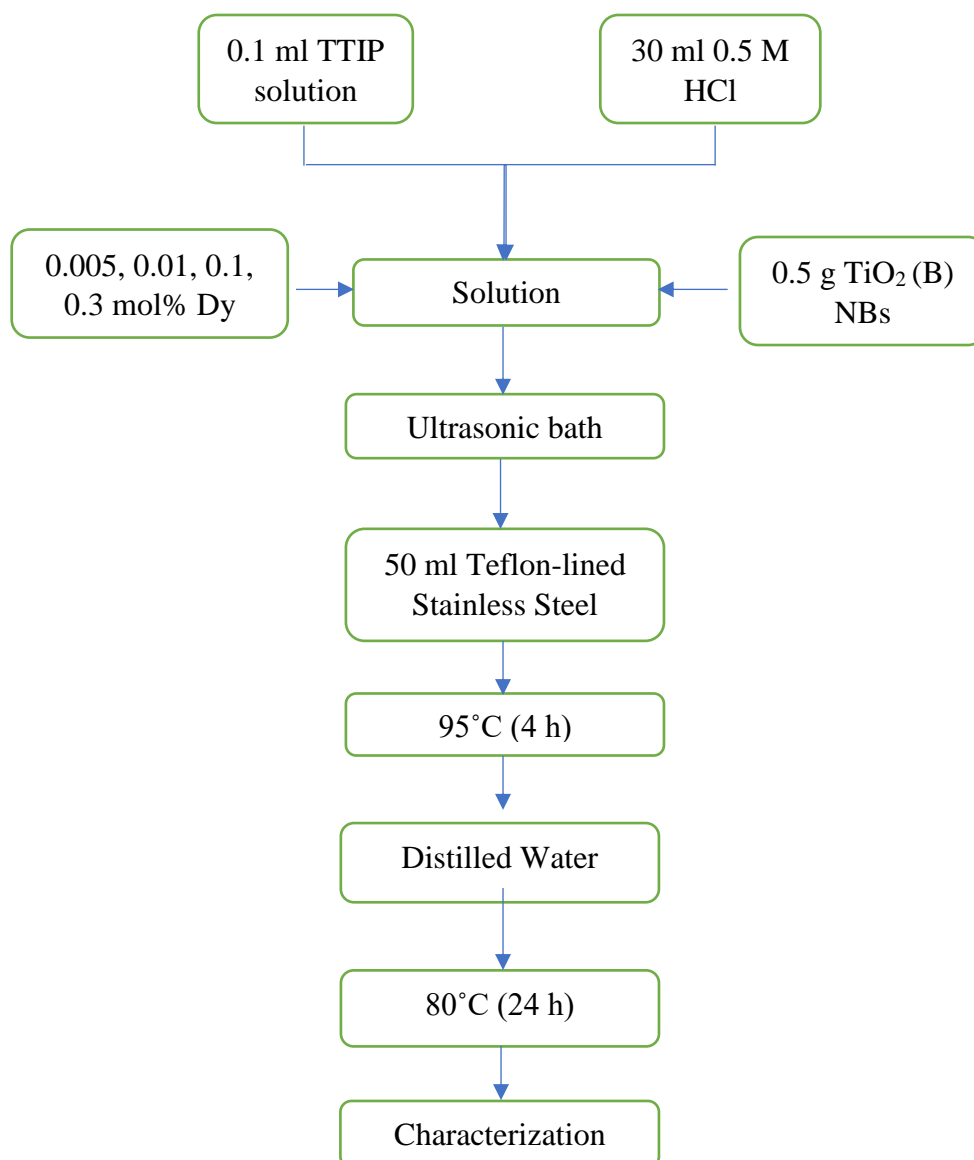 0.1 ml TTIP
solution
30 ml 0.5 M
HCl
0.005, 0.01, 0.1,
0.3 mol% Dy
Solution
0.5 g TiO₂ (B)
NBs
Ultrasonic bath
50 ml Teflon-lined
Stainless Steel
95˚C (4 h)
Distilled Water
80˚C (24 h)
Characterization